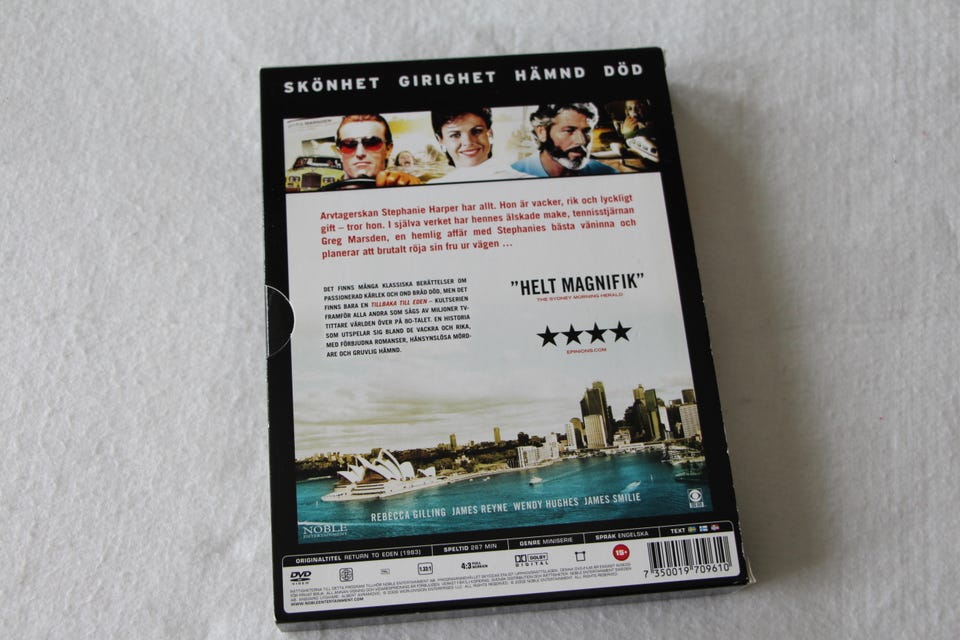 SKÖNHET GIRIGHET HÄMND DÖD
Arvtagerskan Stephanie Harper har allt. Hon är vacker, rik och lyckligt
gift – tror hon. I själva verket har hennes älskade make, tennisstjärnan
Greg Marsden, en hemlig affär med Stephanies bästa väninna och
planerar att brutalt röja sin fru ur vägen ...
DET FINNS MÅNGA KLASSISKA BERÄTTELSER OM
PASSIONERAD KÄRLEK OCH OND BRÅD DÖD, MEN DET
FINNS BARA EN TILLBAKA TILL EDEN – KULTSERIEN
FRAMFÖR ALLA ANDRA SOM SÅGS AV MILJONER TV-
TITTARE VÄRLDEN ÖVER PÅ 80-TALET. EN HISTORIA
SOM UTSPELAR SIG BLAND DE VACKRA OCH RIKA,
MED FÖRBJUDNA ROMANSER, HÄNSYNSLÖSA MÖRD-
ARE OCH GRUVLIG HÄMND.
"HELT MAGNIFIK"
THE SYDNEY MORNING HERALD
★★★★
EPINIONS.COM
REBECCA GILLING JAMES REYNE WENDY HUGHES JAMES SMILIE
NOBLE
ENTERTAINMENT
ORIGINALTITEL RETURN TO EDEN (1983) SPELTID 267 MIN GENRE MINISERIE SPRÅK ENGELSKA TEXT
DVD VIDEO PAL 1.33:1 4:3 DOLBY DIGITAL 15+
WWW.NOBLEENTERTAINMENT.COM
7 350019 709610